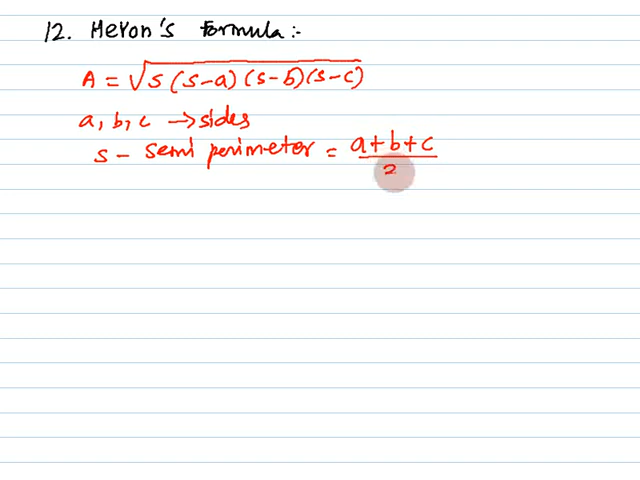 12. Heron's formula:-
A = √s(s-a)(s-b)(s-c)
a, b, c → sides
s - semi perimeter = a+b+c
2